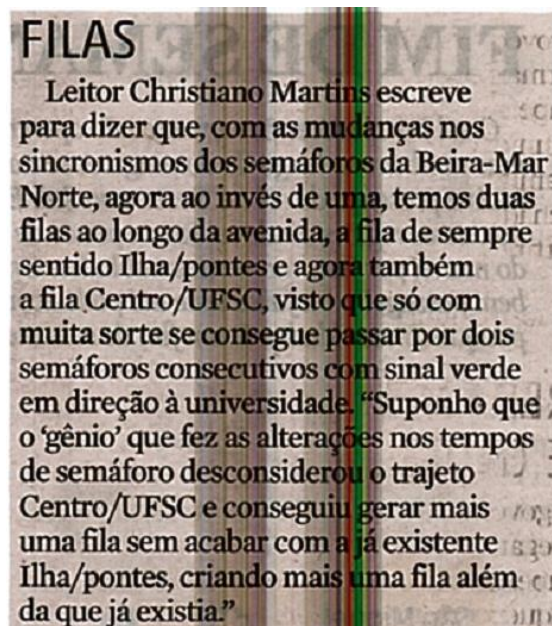 FILAS
Leitor Christiano Martins escreve
para dizer que, com as mudanças nos
sincronismos dos semáforos da Beira-Mar
Norte, agora ao invés de uma, temos duas
filas ao longo da avenida, a fila de sempre
sentido Ilha/pontes e agora também
a fila Centro/UFSC, visto que só com
muita sorte se consegue passar por dois
semáforos consecutivos com sinal verde
em direção à universidade. “Suponho que
o ‘gênio’ que fez as alterações nos tempos
de semáforo desconsiderou o trajeto
Centro/UFSC e conseguiu gerar mais
uma fila sem acabar com a já existente
Ilha/pontes, criando mais uma fila além
da que já existia.”